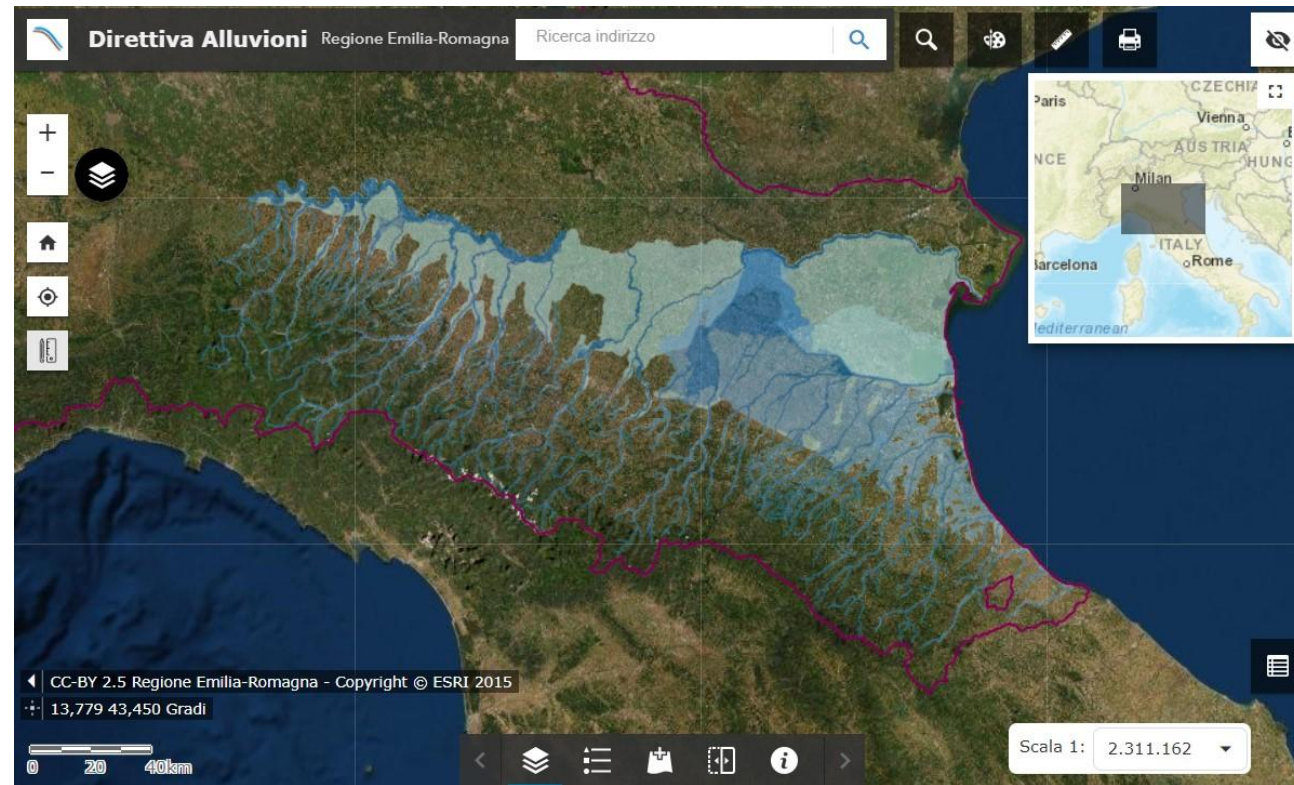 Direttiva Alluvioni Regione Emilia-Romagna Ricerca indirizzo
Paris
CZECHIA
Vienna
AUSTRIA
NCE
HUNG
Milan
ITALY
Barcelona
Rome
Mediterranean
CC-BY 2.5 Regione Emilia-Romagna - Copyright © ESRI 2015
13,779 43,450 Gradi
0 20 40km
Scala 1: 2.311.162